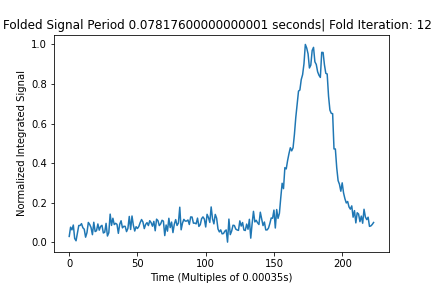 Folded Signal Period 0.07817600000000001 seconds| Fold Iteration: 12
1.0
0.8
0.6
0.4
0.2
0.0
Normalized Integrated Signal
0 50 100 150 200
Time (Multiples of 0.00035s)